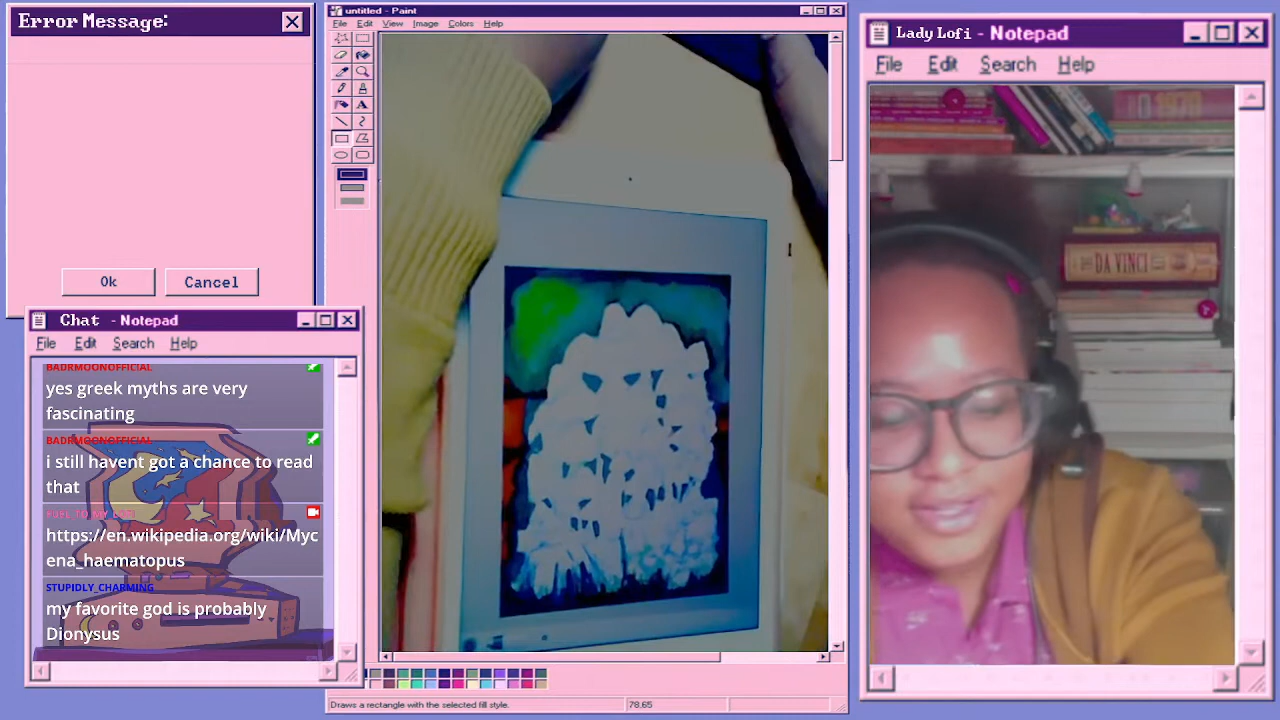 Error Message:
Ok
Cancel
Chat - Notepad
File Edit Search Help
BADRMOONOFFICIAL
yes greek myths are very
fascinating
BADRMOONOFFICIAL
i still havent got a chance to read
that
https://en.wikipedia.org/wiki/Myc
ena_haematopus
STUPIDLY_CHARMING
my favorite god is probably
Dionysus
untitled - Paint
File Edit View Image Colors Help
A
Draws a rectangle with the selected fill style.
78.65
Lady Lofi - Notepad
File Edit Search Help
DA VINCI